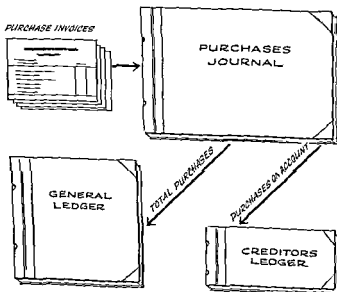 PURCHASE INVOICES
PURCHASES
JOURNAL
TOTAL PURCHASES
PURCHASES ON ACCOUNT
GENERAL
LEDGER
CREDITORS
LEDGER